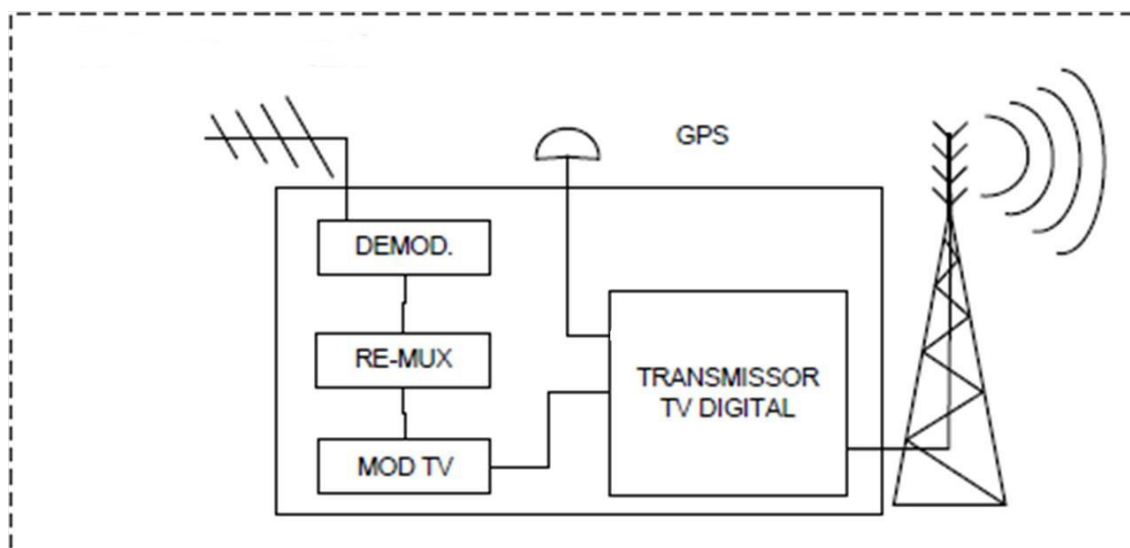 GPS
DEMOD.
RE-MUX
MOD TV
TRANSMISSOR
TV DIGITAL